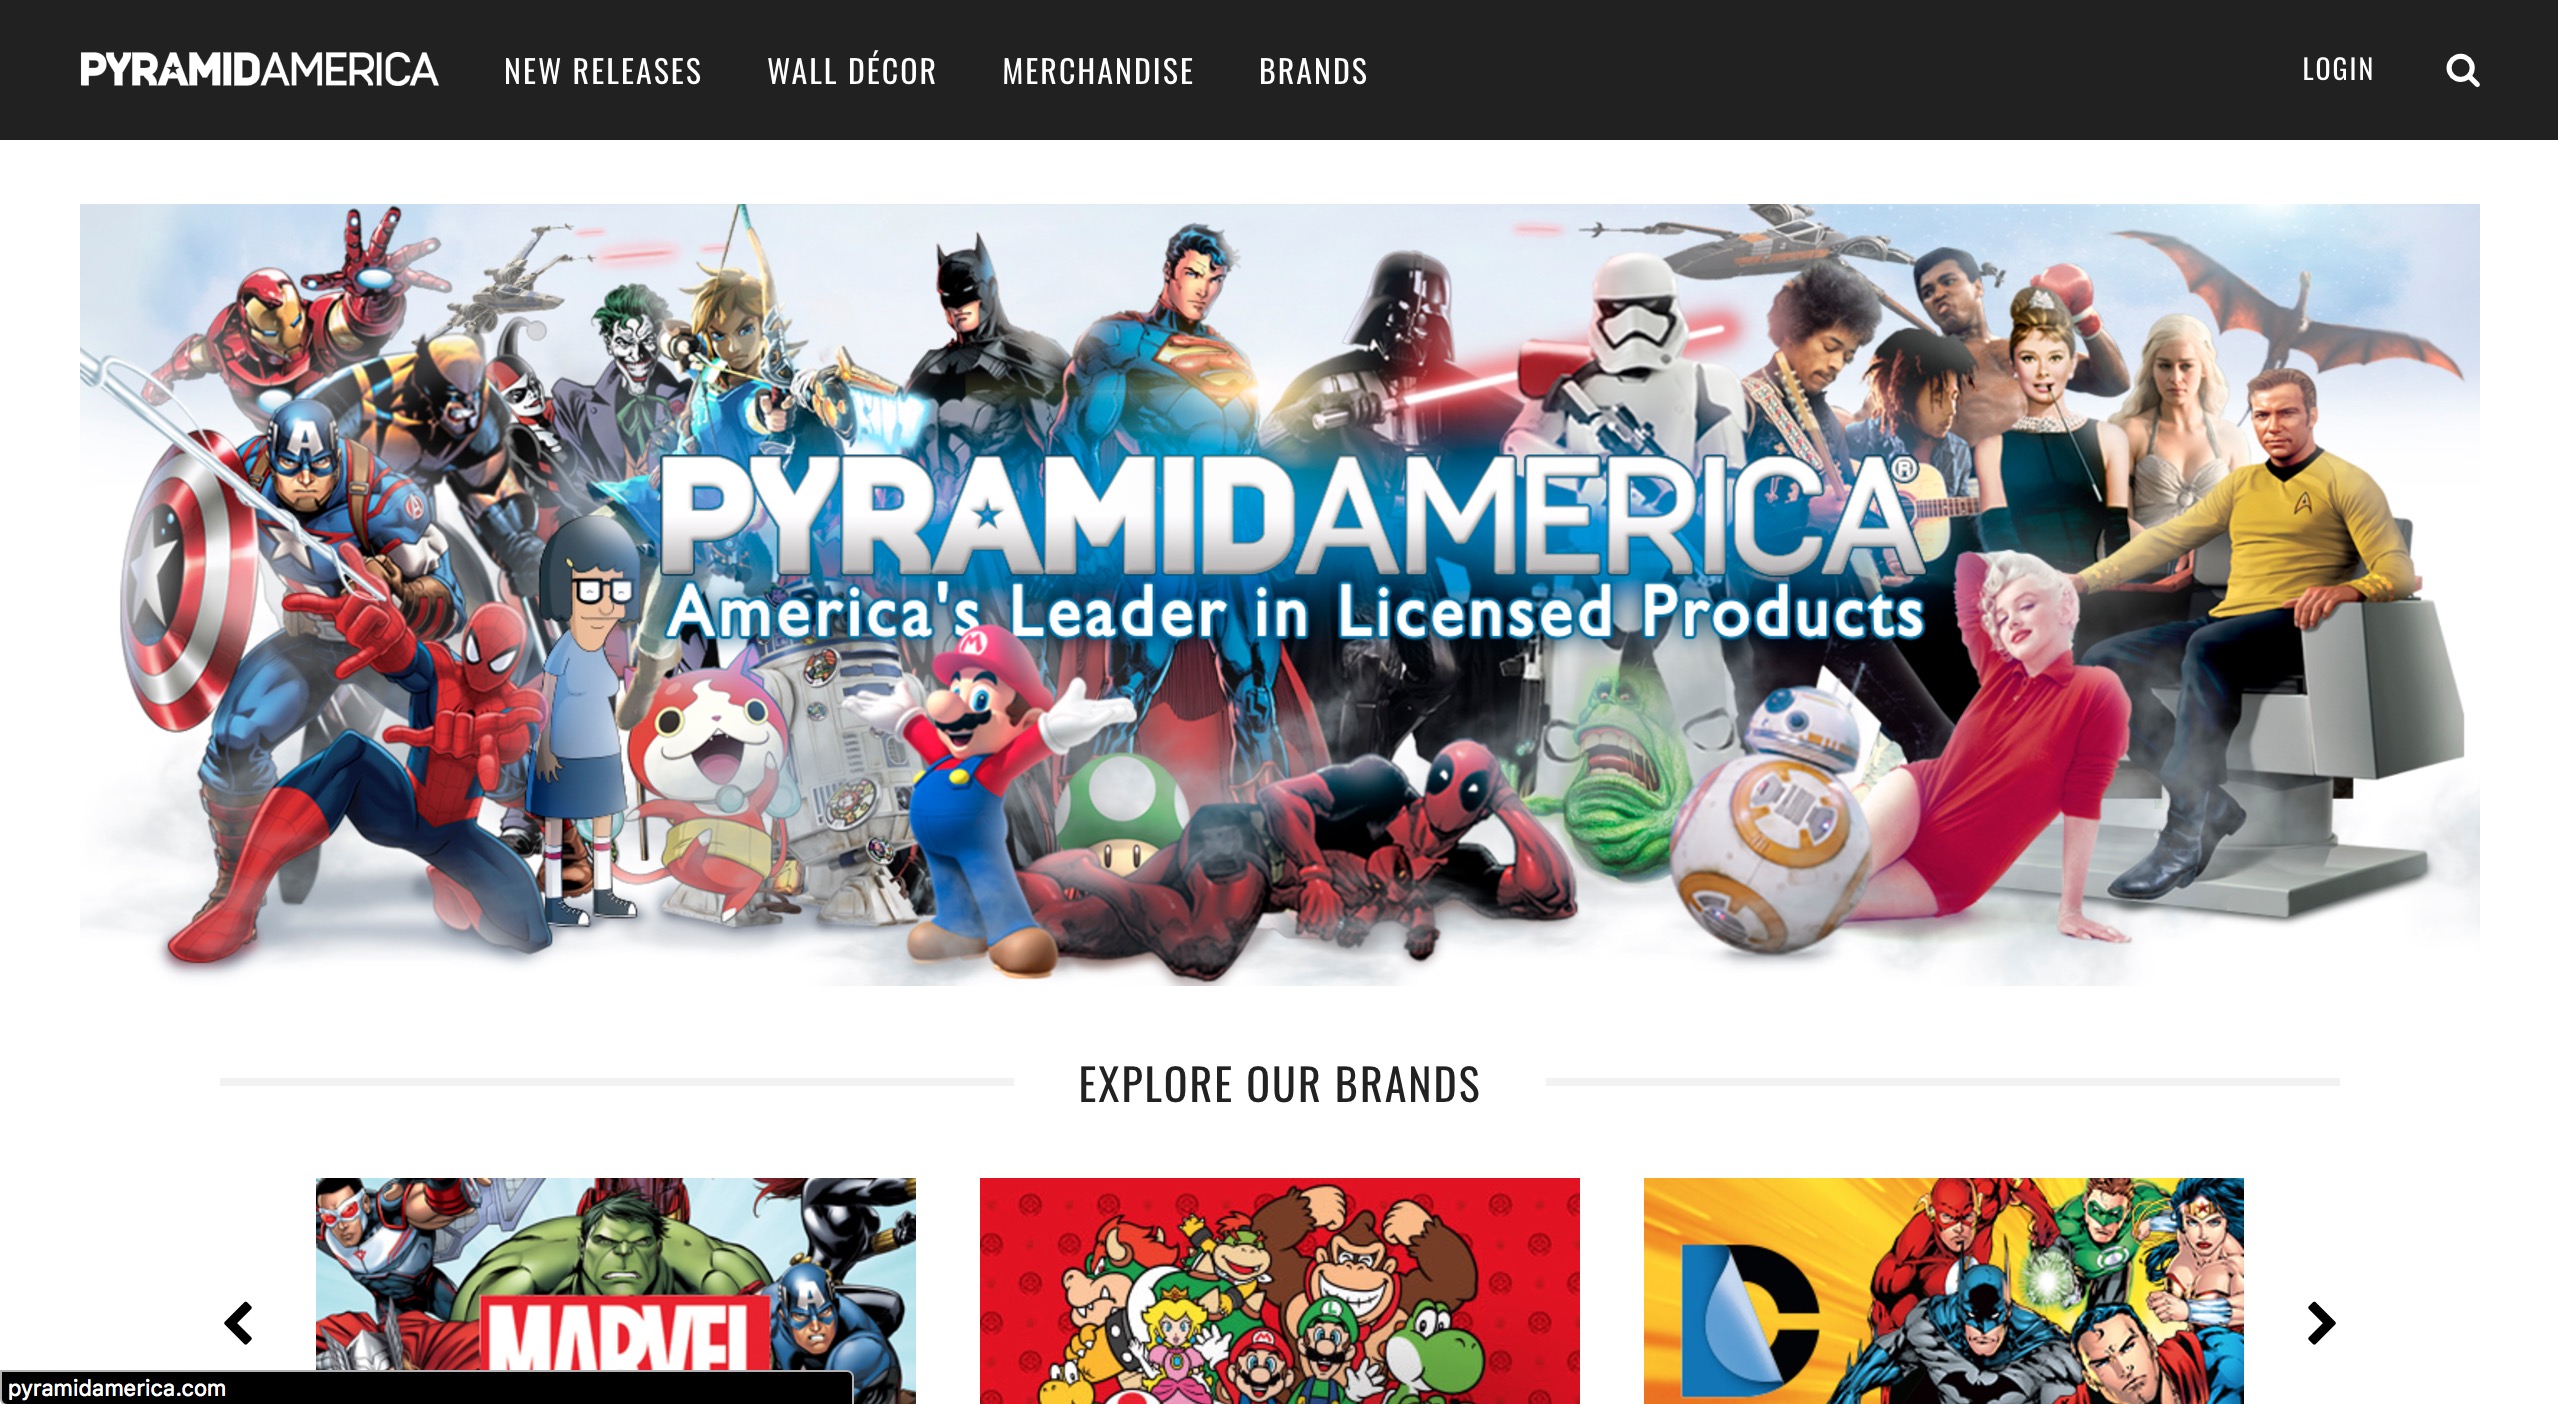 PYRAMIDAMERICA
NEW RELEASES
WALL DÉCOR
MERCHANDISE
BRANDS
LOGIN
PYRAMIDAMERICA®
America's Leader in Licensed Products
EXPLORE OUR BRANDS
MARVEL
DC
pyramidamerica.com